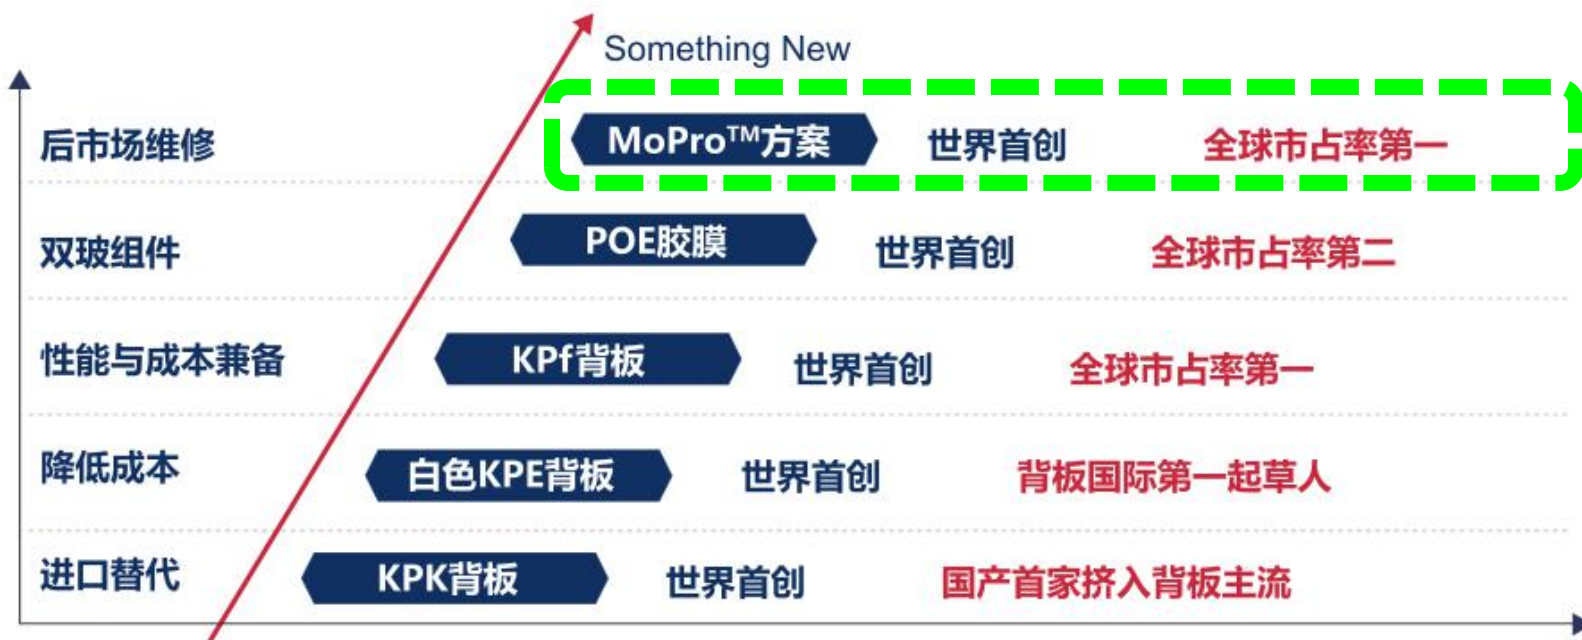 Something New
后市场维修 MoPro™方案 世界首创 全球市占率第一
双玻组件 POE胶膜 世界首创 全球市占率第二
性能与成本兼备 KPf背板 世界首创 全球市占率第一
降低成本 白色KPE背板 世界首创 背板国际第一起草人
进口替代 KPK背板 世界首创 国产首家挤入背板主流